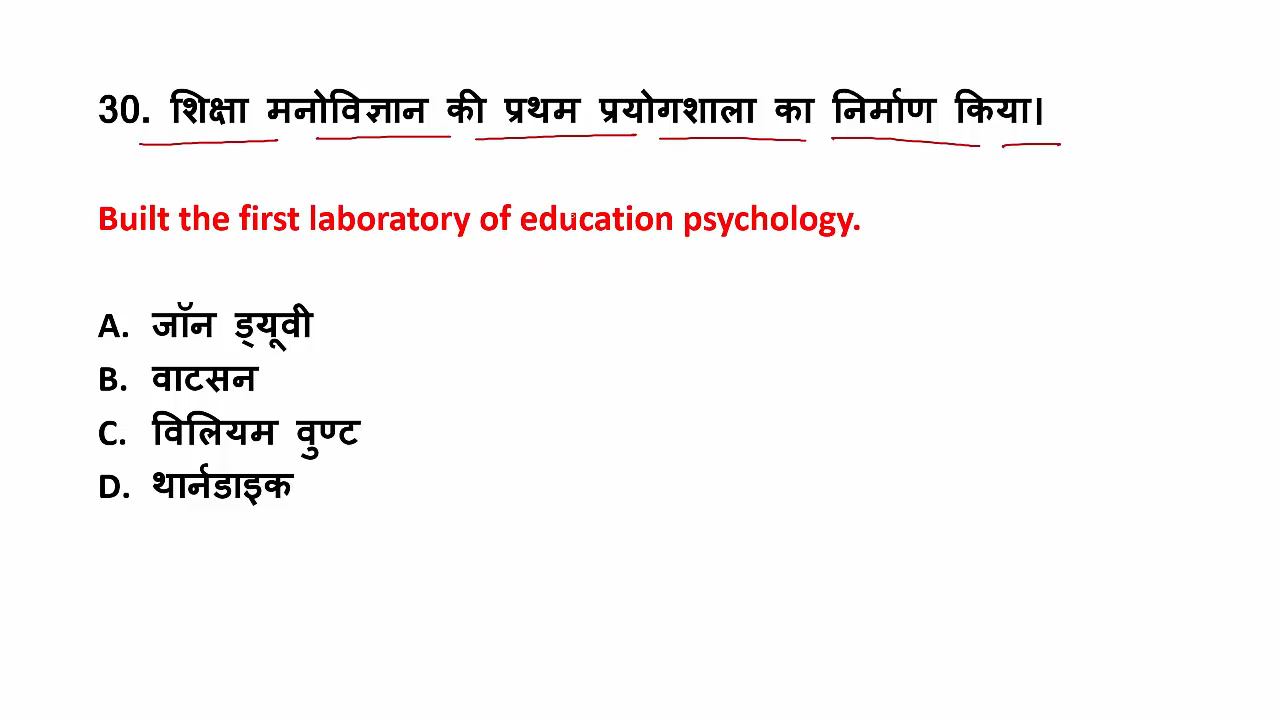 30. शिक्षा मनोविज्ञान की प्रथम प्रयोगशाला का निर्माण किया।
Built the first laboratory of education psychology.
A. जॉन ड्यूवी
B. वाटसन
C. विलियम वुण्ट
D. थार्नडाइक